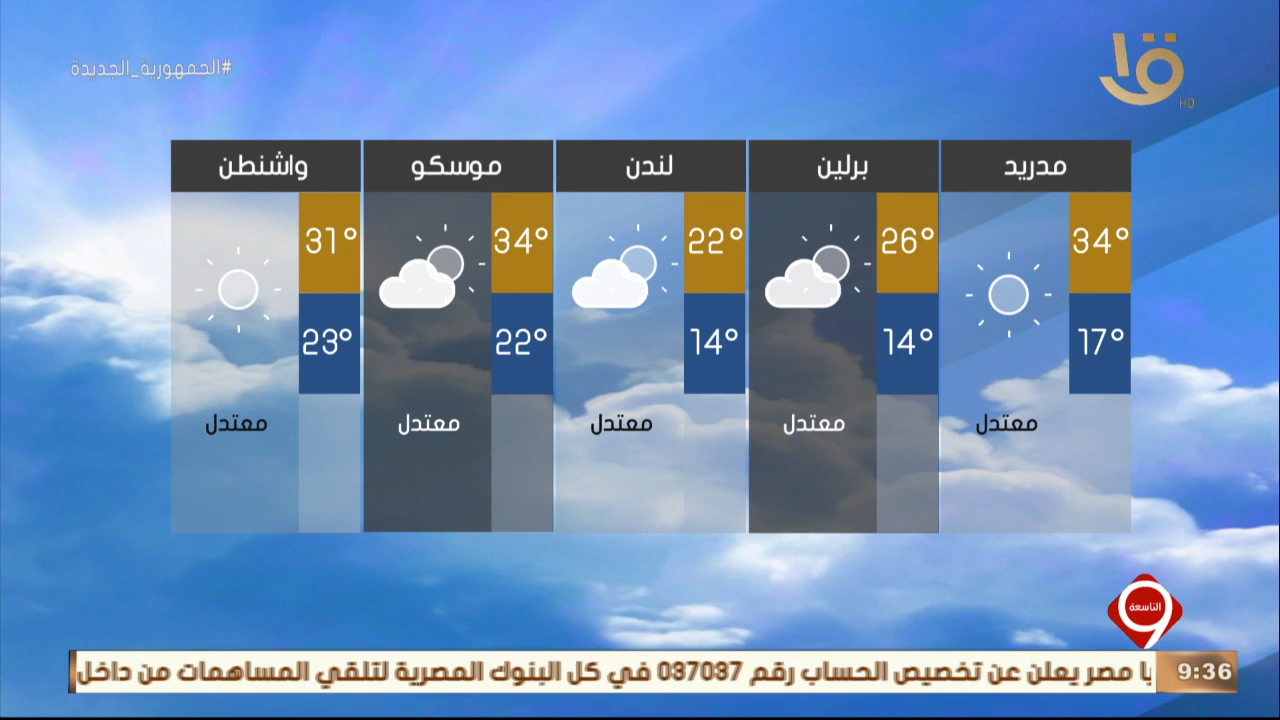 #الجمهورية_الجديدة
HD
مدريد
برلين
لندن
موسكو
واشنطن
34°
26°
22°
34°
31°
17°
14°
14°
22°
23°
معتدل
معتدل
معتدل
معتدل
معتدل
التاسعة
9
9:36
مصر يعلن عن تخصيص الحساب رقم 037037 في كل البنوك المصرية لتلقي المساهمات من داخل